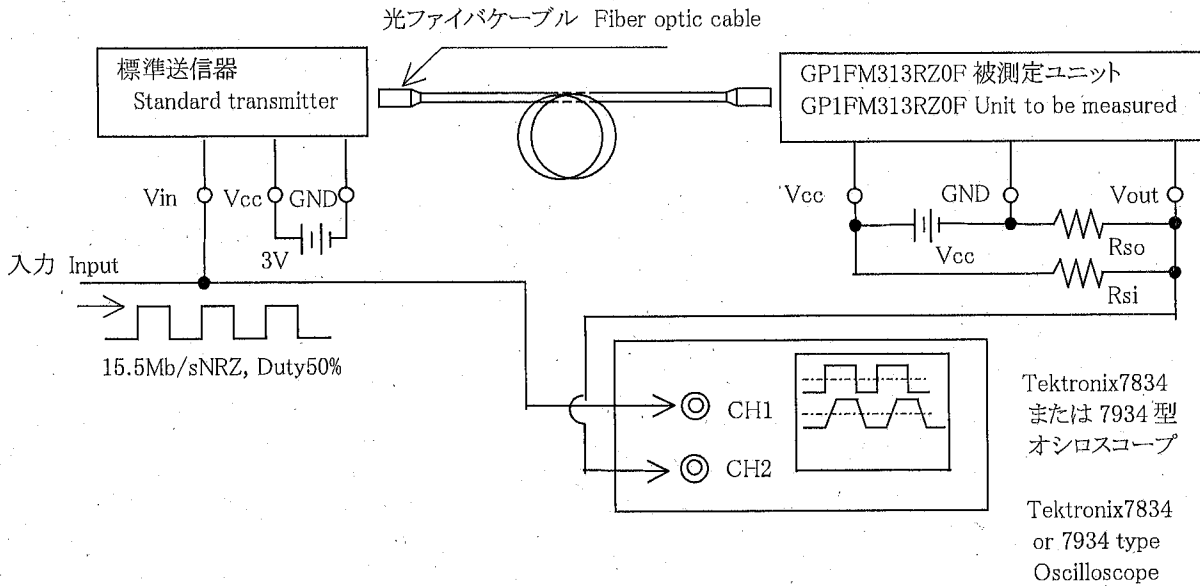 光ファイバケーブル Fiber optic cable
標準送信器
Standard transmitter
GP1FM313RZ0F 被測定ユニット
GP1FM313RZ0F Unit to be measured
Vin
Vcc
GND
3V
Vcc
GND
Vout
Vcc
Rso
Rsi
入力 Input
15.5Mb/sNRZ, Duty50%
CH1
CH2
Tektronix7834
または 7934 型
オシロスコープ
Tektronix7834
or 7934 type
Oscilloscope